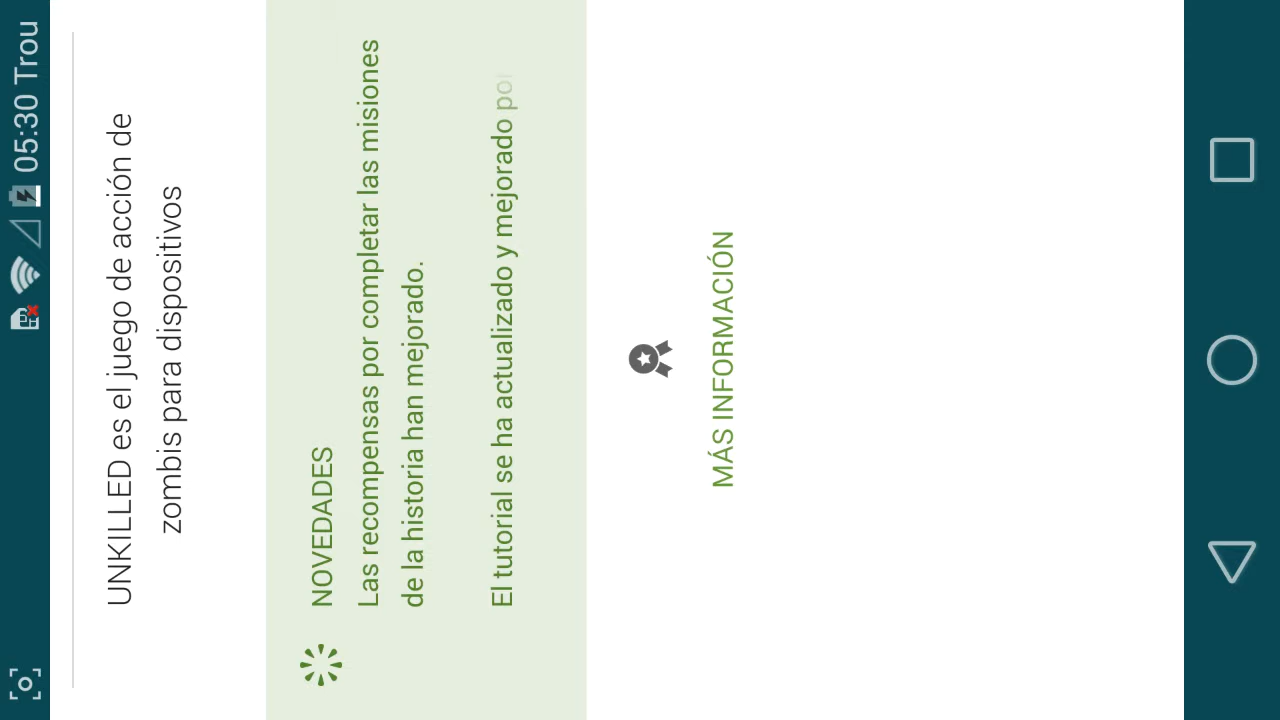 05:30 Trou
UNKILLED es el juego de acción de
zombis para dispositivos
NOVEDADES
Las recompensas por completar las misiones
de la historia han mejorado.
El tutorial se ha actualizado y mejorado por
MÁS INFORMACIÓN